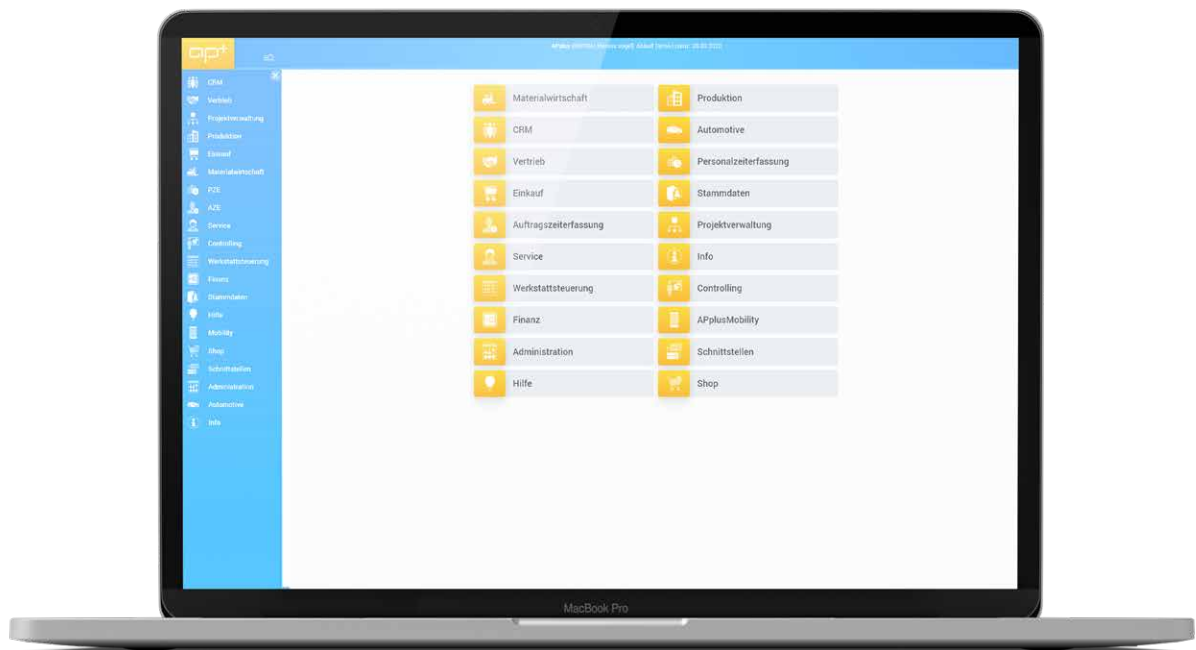 ap+
CRM
Vertrieb
Projektverwaltung
Produktion
Einkauf
Materialwirtschaft
PZE
AZE
Service
Controlling
Werkstattsteuerung
Finanz
Stammdaten
Hilfe
Mobility
Shop
Schnittstellen
Administration
Automotive
Info
Materialwirtschaft
Produktion
CRM
Automotive
Vertrieb
Personalzeiterfassung
Einkauf
Stammdaten
Auftragszeiterfassung
Projektverwaltung
Service
Info
Werkstattsteuerung
Controlling
Finanz
APplusMobility
Administration
Schnittstellen
Hilfe
Shop
MacBook Pro